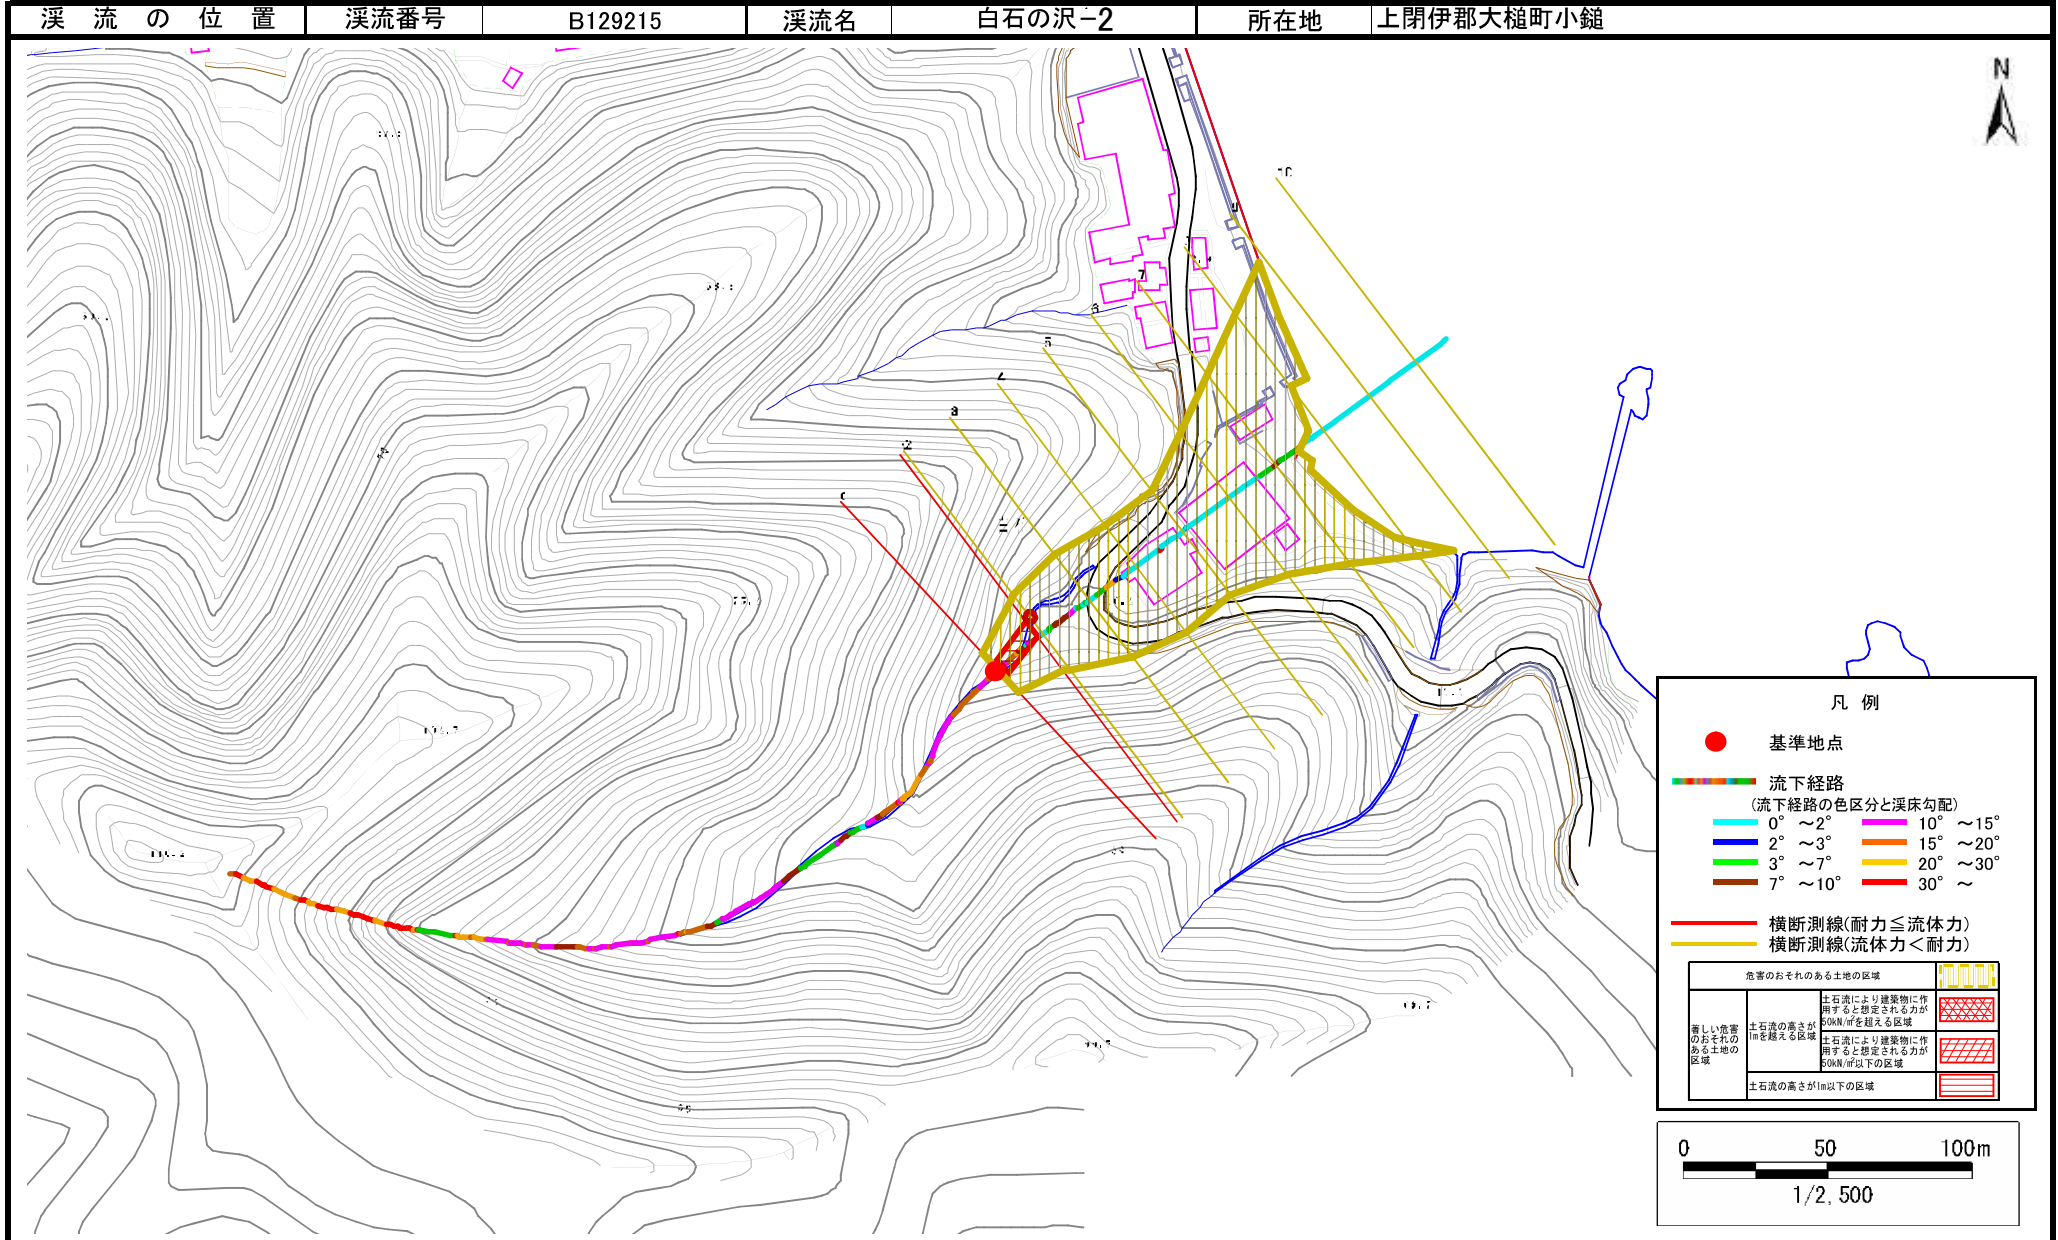 渓流の位置 渓流番号 B129215 渓流名 白石の沢-2 所在地 上閉伊郡大槌町小鎚
N
10
7
6
5
4
3
2
凡 例
基準地点
流下経路
(流下経路の色区分と渓床勾配)
0° ～2° 10° ～15°
2° ～3° 15° ～20°
3° ～7° 20° ～30°
7° ～10° 30° ～
横断測線(耐力≦流体力)
横断測線(流体力＜耐力)
危害のおそれのある土地の区域
著しい危害
のおそれの
ある土地の
区域
土石流の高さが
1mを越える区域
土石流により建築物に作
用すると想定される力が
50kN/㎡を超える区域
土石流により建築物に作
用すると想定される力が
50kN/㎡以下の区域
土石流の高さが1m以下の区域
0 50 100m
1/2,500